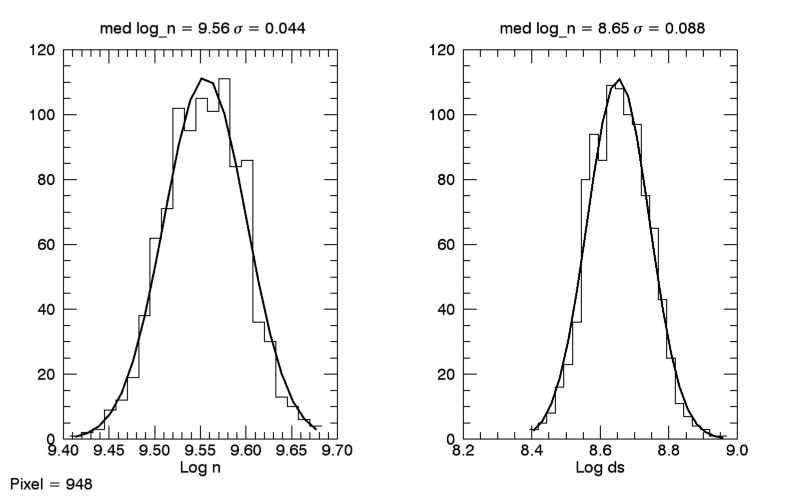 med log_n = 9.56 σ = 0.044
120
100
80
60
40
20
0
9.40 9.45 9.50 9.55 9.60 9.65 9.70
Log n
med log_n = 8.65 σ = 0.088
120
100
80
60
40
20
0
8.2 8.4 8.6 8.8 9.0
Log ds
Pixel = 948